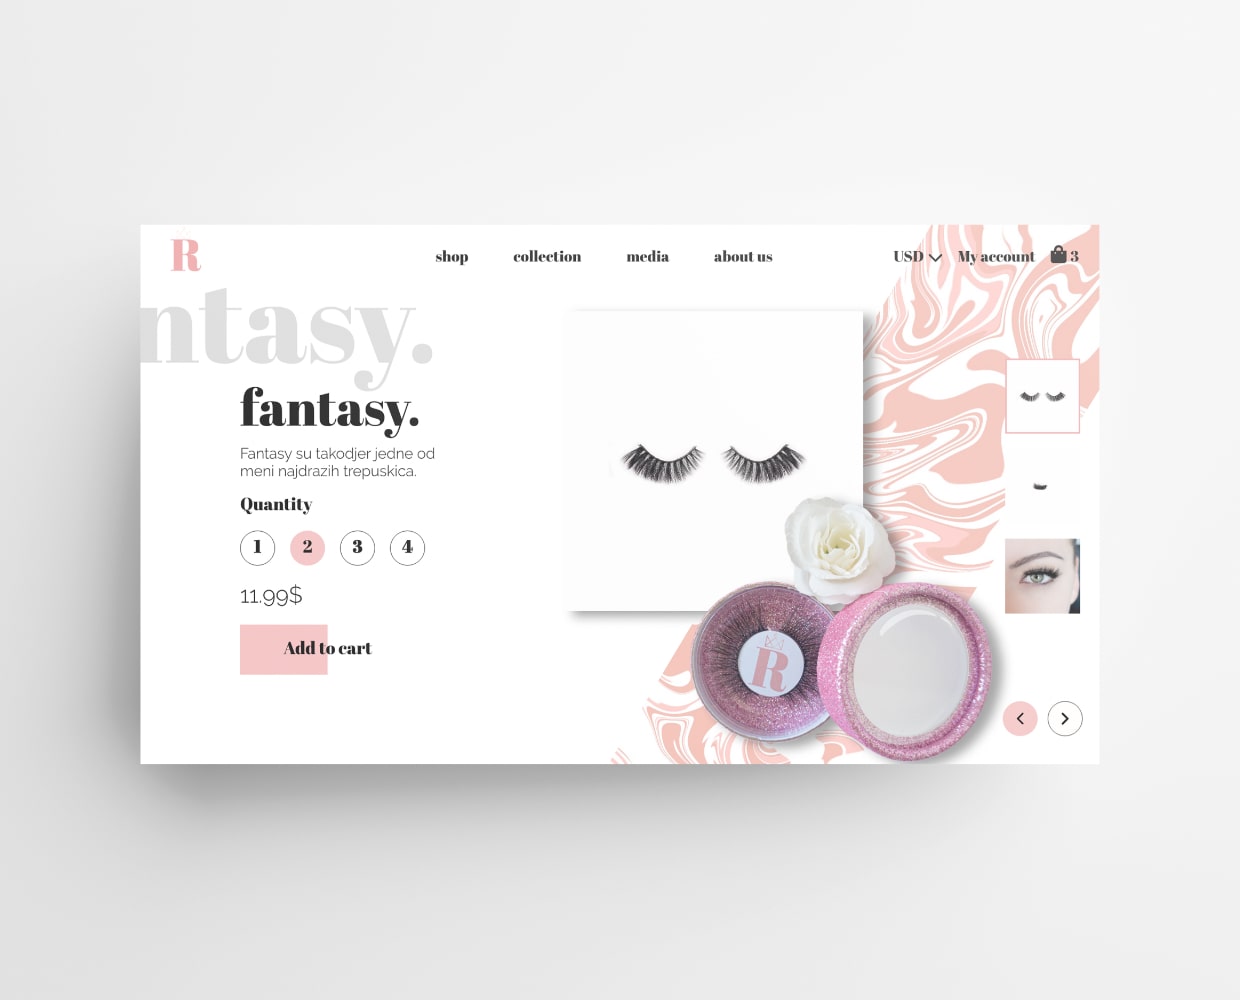 R
shop collection media about us USD My account 3
ntasy.
fantasy.
Fantasy su takodjer jedne od
meni najdrazih trepuskica.
Quantity
1 2 3 4
11.99$
Add to cart
R